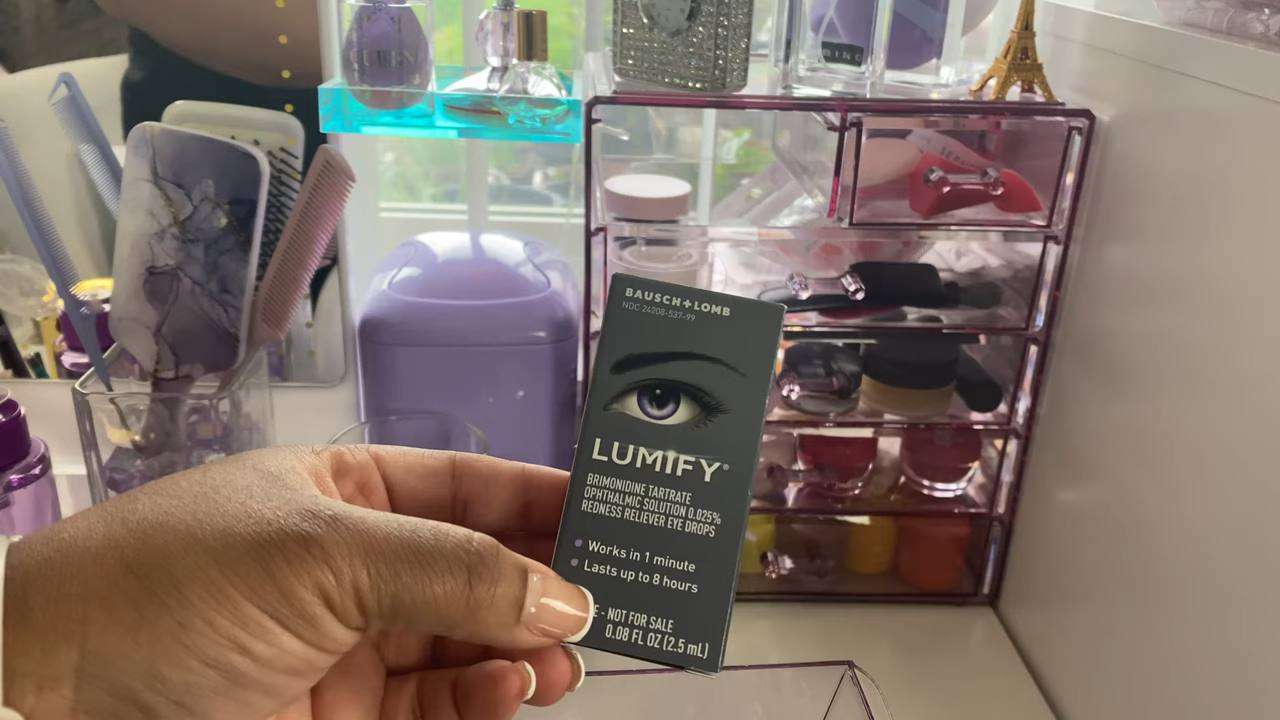 BAUSCH+LOMB
NDC 24208-537-99
LUMIFY®
BRIMONIDINE TARTRATE
OPHTHALMIC SOLUTION 0.025%
REDNESS RELIEVER EYE DROPS
Works in 1 minute
Lasts up to 8 hours
E - NOT FOR SALE
0.08 FL OZ (2.5 mL)